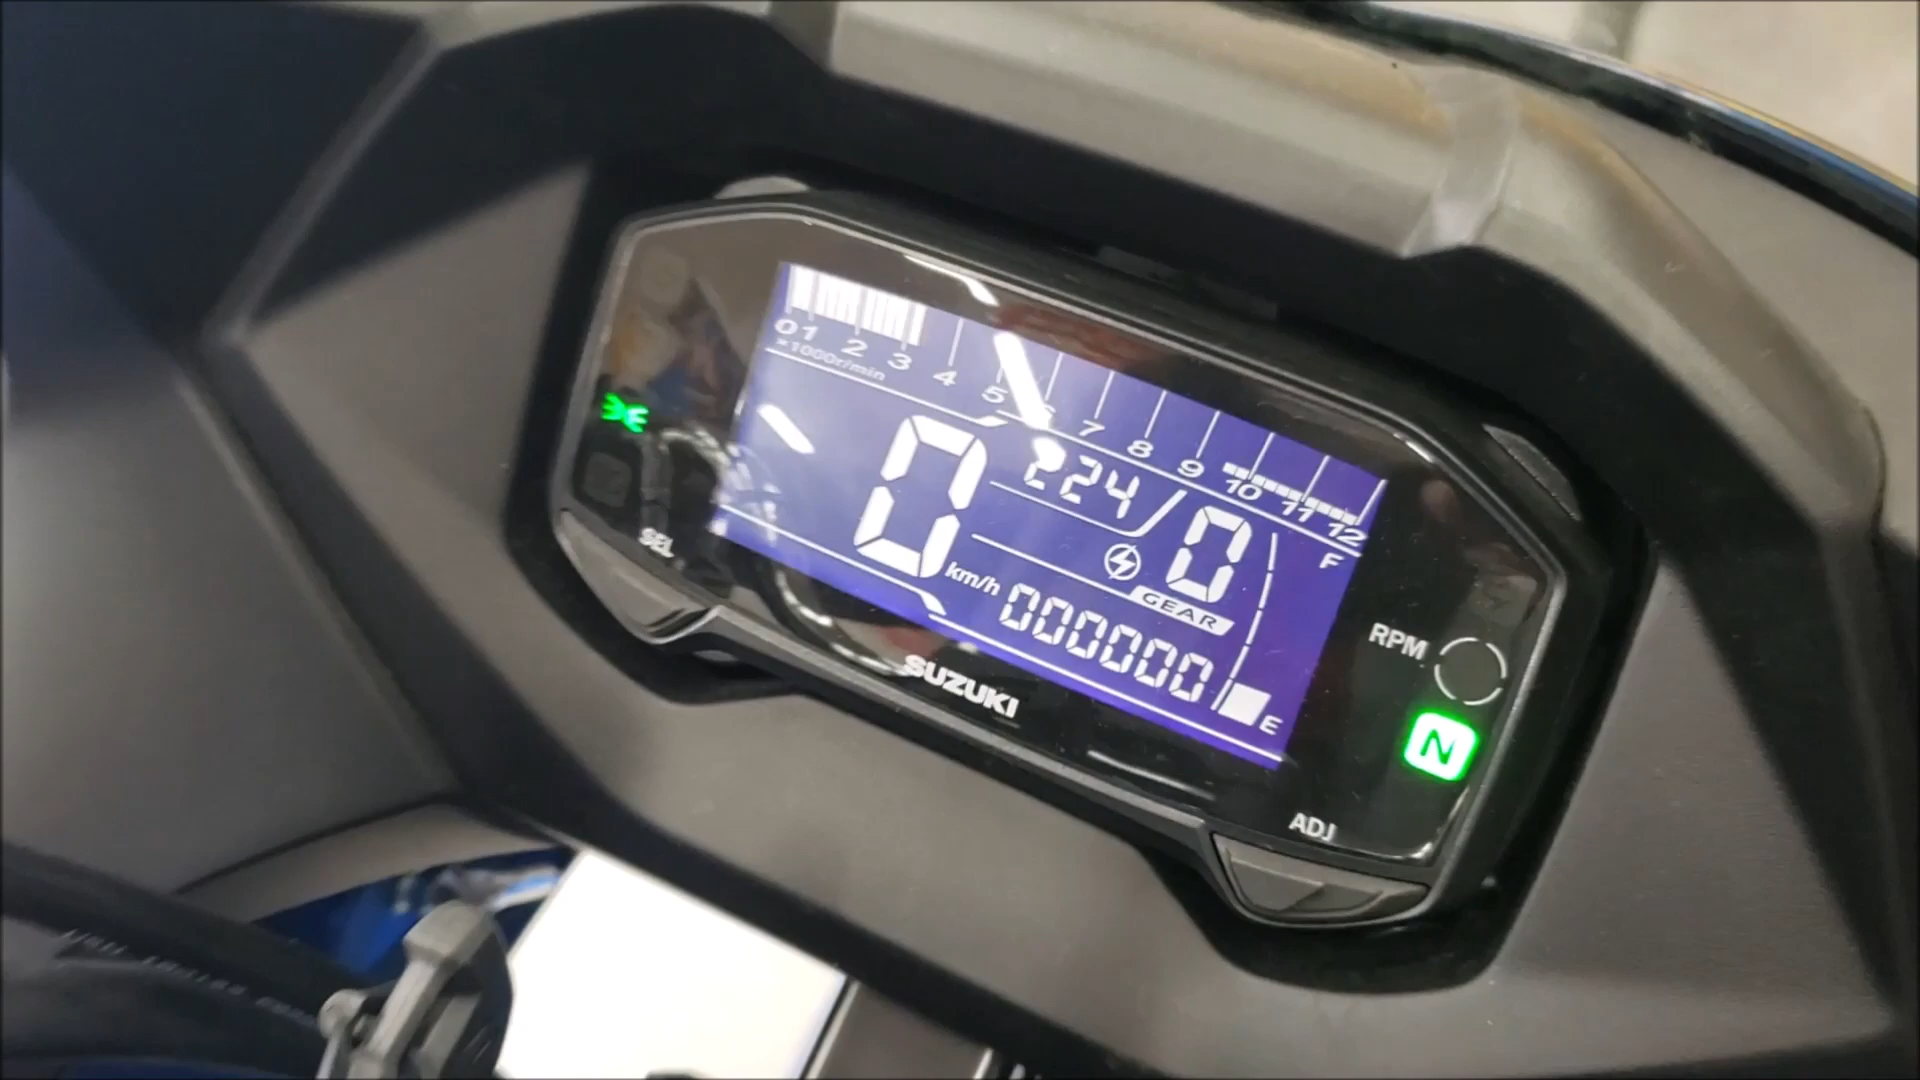 01 2 3 4 5 6 7 8 9 10 11 12
×1000r/min
224 / 0
F
0 km/h
GEAR
000000
E
SEL
SUZUKI
RPM
N
ADJ